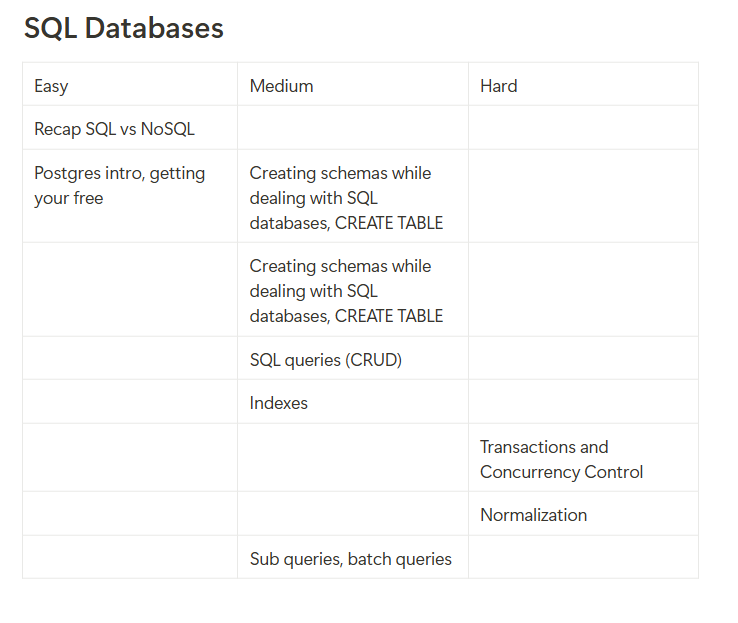 SQL Databases
Easy Medium Hard
Recap SQL vs NoSQL
Postgres intro, getting
your free
Creating schemas while
dealing with SQL
databases, CREATE TABLE
Creating schemas while
dealing with SQL
databases, CREATE TABLE
SQL queries (CRUD)
Indexes
Transactions and
Concurrency Control
Normalization
Sub queries, batch queries